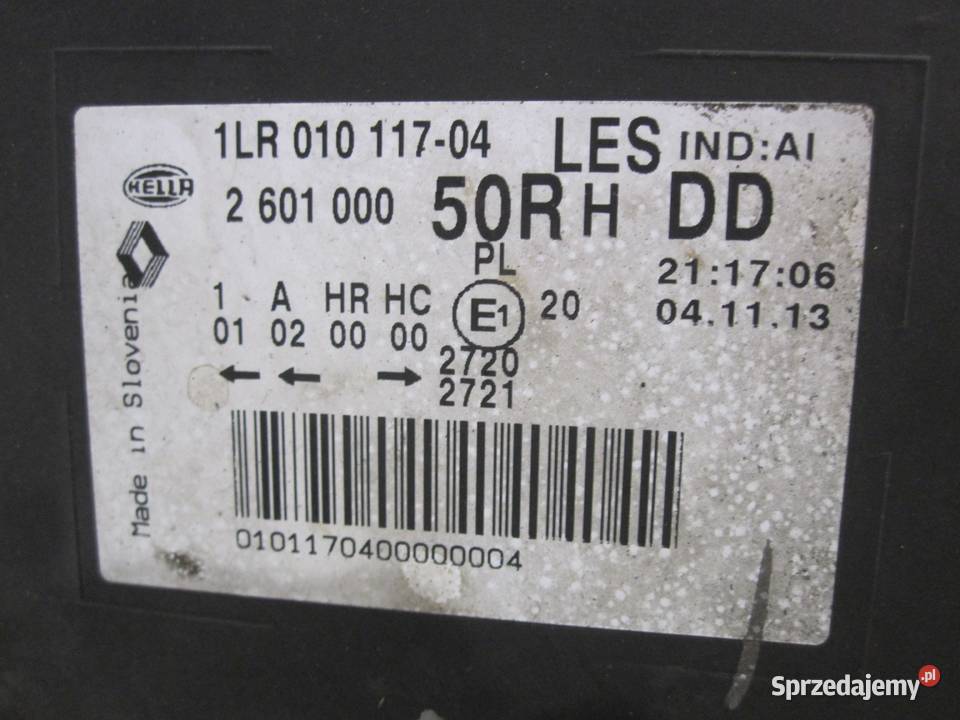 1LR 010 117-04 LES IND:AI
HELLA
2 601 000 50R H DD
PL
21:17:06
1 A HR HC E1 20
04.11.13
01 02 00 00
2720
2721
Made in Slovenia
0101170400000004
Sprzedajemy.pl